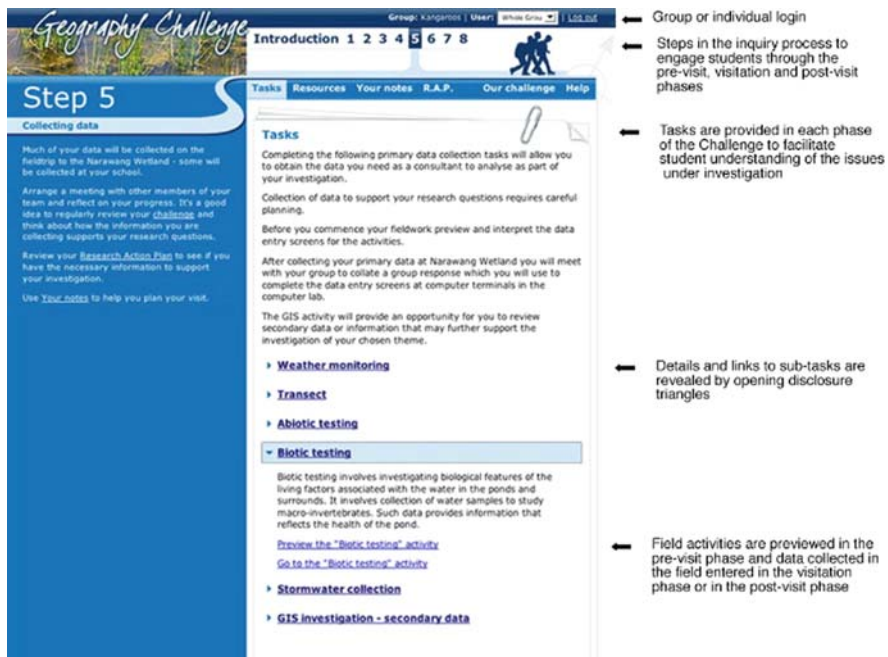 Geography Challenge
Group: Kangaroos | User: Whole Grou | Log out
Introduction 1 2 3 4 5 6 7 8
Step 5
Collecting data
Much of your data will be collected on the
fieldtrip to the Narawang Wetland - some will
be collected at your school.
Arrange a meeting with other members of your
team and reflect on your progress. It's a good
idea to regularly review your challenge and
think about how the information you are
collecting supports your research questions.
Review your Research Action Plan to see if you
have the necessary information to support
your investigation.
Use Your notes to help you plan your visit.
Tasks Resources Your notes R.A.P. Our challenge Help
Tasks
Completing the following primary data collection tasks will allow you
to obtain the data you need as a consultant to analyse as part of
your investigation.
Collection of data to support your research questions requires careful
planning.
Before you commence your fieldwork preview and interpret the data
entry screens for the activities.
After collecting your primary data at Narawang Wetland you will meet
with your group to collate a group response which you will use to
complete the data entry screens at computer terminals in the
computer lab.
The GIS activity will provide an opportunity for you to review
secondary data or information that may further support the
investigation of your chosen theme.
Weather monitoring
Transect
Abiotic testing
Biotic testing
Biotic testing involves investigating biological features of the
living factors associated with the water in the ponds and
surrounds. It involves collection of water samples to study
macro-invertebrates. Such data provides information that
reflects the health of the pond.
Preview the "Biotic testing" activity
Go to the "Biotic testing" activity
Stormwater collection
GIS investigation - secondary data
Group or individual login
Steps in the inquiry process to
engage students through the
pre-visit, visitation and post-visit
phases
Tasks are provided in each phase
of the Challenge to facilitate
student understanding of the issues
under investigation
Details and links to sub-tasks are
revealed by opening disclosure
triangles
Field activities are previewed in the
pre-visit phase and data collected in
the field entered in the visitation
phase or in the post-visit phase